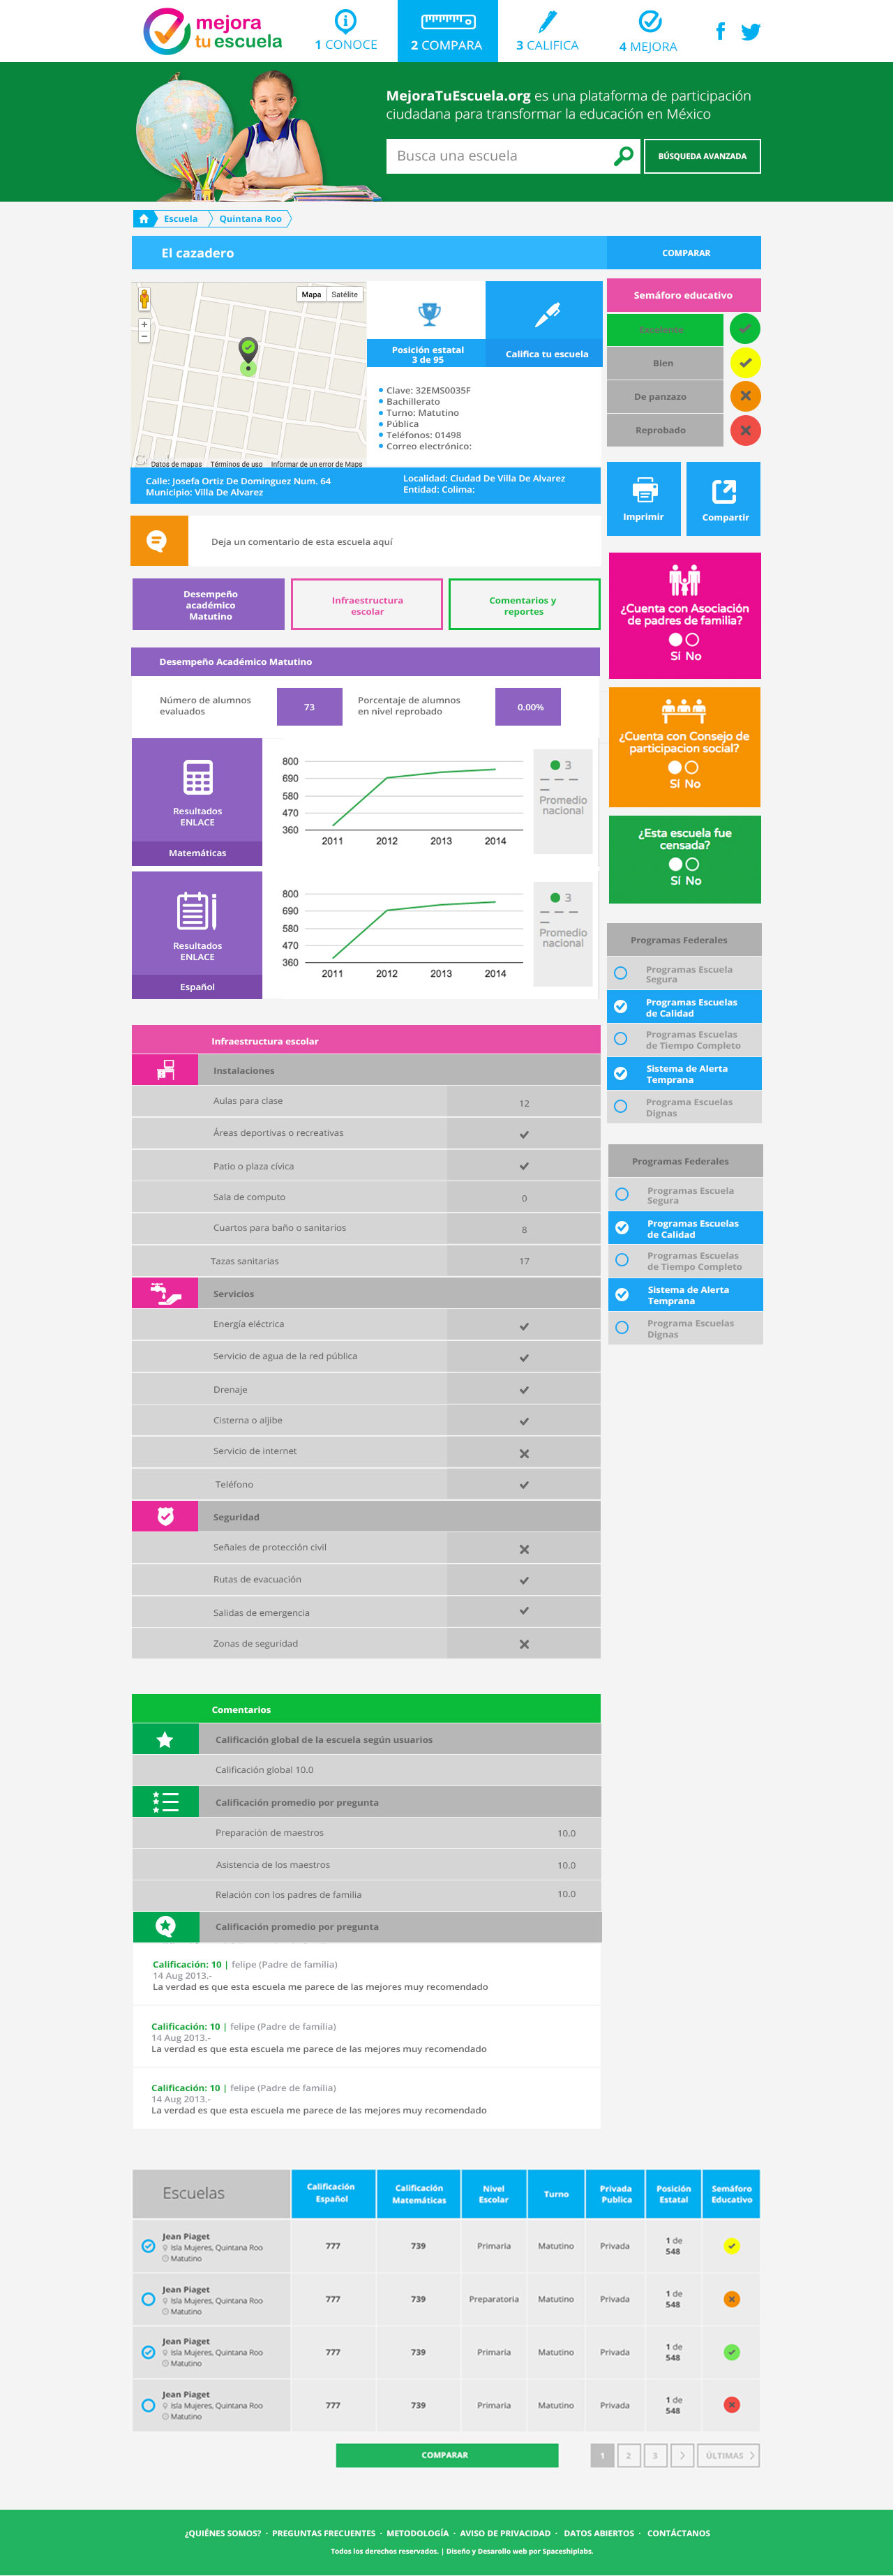 mejora
tu escuela
1 CONOCE
2 COMPARA
3 CALIFICA
4 MEJORA
MejoraTuEscuela.org es una plataforma de participación
ciudadana para transformar la educación en México
Busca una escuela
BÚSQUEDA AVANZADA
Escuela
Quintana Roo
El cazadero
COMPARAR
Mapa
Satélite
Datos de mapas
Términos de uso
Informar de un error de Maps
Posición estatal
3 de 95
Califica tu escuela
Clave: 32EMS0035F
Bachillerato
Turno: Matutino
Pública
Teléfonos: 01498
Correo electrónico:
Calle: Josefa Ortiz De Dominguez Num. 64
Municipio: Villa De Alvarez
Localidad: Ciudad De Villa De Alvarez
Entidad: Colima:
Semáforo educativo
Excelente
Bien
De panzazo
Reprobado
Imprimir
Compartir
Deja un comentario de esta escuela aquí
Desempeño
académico
Matutino
Infraestructura
escolar
Comentarios y
reportes
¿Cuenta con Asociación
de padres de familia?
Sí No
Desempeño Académico Matutino
Número de alumnos
evaluados
73
Porcentaje de alumnos
en nivel reprobado
0.00%
¿Cuenta con Consejo de
participacion social?
Sí No
Resultados
ENLACE
Matemáticas
800
690
580
470
360
2011
2012
2013
2014
3
Promedio
nacional
¿Esta escuela fue
censada?
Sí No
Resultados
ENLACE
Español
800
690
580
470
360
2011
2012
2013
2014
3
Promedio
nacional
Programas Federales
Programas Escuela
Segura
Programas Escuelas
de Calidad
Programas Escuelas
de Tiempo Completo
Sistema de Alerta
Temprana
Programa Escuelas
Dignas
Programas Federales
Programas Escuela
Segura
Programas Escuelas
de Calidad
Programas Escuelas
de Tiempo Completo
Sistema de Alerta
Temprana
Programa Escuelas
Dignas
Infraestructura escolar
Instalaciones
Aulas para clase 12
Áreas deportivas o recreativas
Patio o plaza cívica
Sala de computo 0
Cuartos para baño o sanitarios 8
Tazas sanitarias 17
Servicios
Energía eléctrica
Servicio de agua de la red pública
Drenaje
Cisterna o aljibe
Servicio de internet
Teléfono
Seguridad
Señales de protección civil
Rutas de evacuación
Salidas de emergencia
Zonas de seguridad
Comentarios
Calificación global de la escuela según usuarios
Calificación global 10.0
Calificación promedio por pregunta
Preparación de maestros 10.0
Asistencia de los maestros 10.0
Relación con los padres de familia 10.0
Calificación promedio por pregunta
Calificación: 10 | felipe (Padre de familia)
14 Aug 2013.-
La verdad es que esta escuela me parece de las mejores muy recomendado
Calificación: 10 | felipe (Padre de familia)
14 Aug 2013.-
La verdad es que esta escuela me parece de las mejores muy recomendado
Calificación: 10 | felipe (Padre de familia)
14 Aug 2013.-
La verdad es que esta escuela me parece de las mejores muy recomendado
Escuelas
Calificación
Español
Calificación
Matemáticas
Nivel
Escolar
Turno
Privada
Publica
Posición
Estatal
Semáforo
Educativo
Jean Piaget
Isla Mujeres, Quintana Roo
Matutino
777 739 Primaria Matutino Privada 1 de
548
Jean Piaget
Isla Mujeres, Quintana Roo
Matutino
777 739 Preparatoria Matutino Privada 1 de
548
Jean Piaget
Isla Mujeres, Quintana Roo
Matutino
777 739 Primaria Matutino Privada 1 de
548
Jean Piaget
Isla Mujeres, Quintana Roo
Matutino
777 739 Primaria Matutino Privada 1 de
548
COMPARAR
1 2 3 > ÚLTIMAS >
¿QUIÉNES SOMOS? · PREGUNTAS FRECUENTES · METODOLOGÍA · AVISO DE PRIVACIDAD · DATOS ABIERTOS · CONTÁCTANOS
Todos los derechos reservados. | Diseño y Desarollo web por Spaceshiplabs.